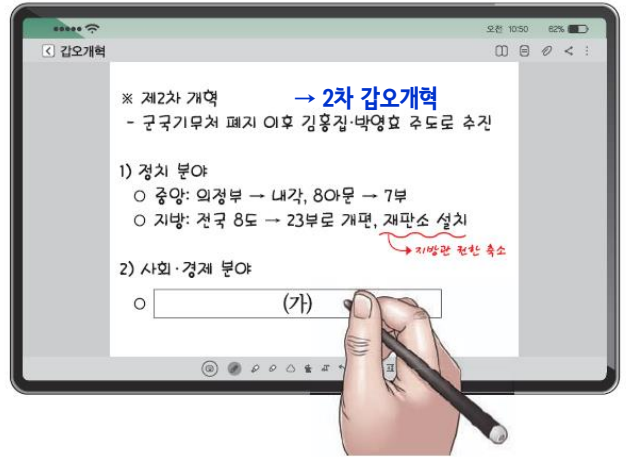 오전 10:50 62%
갑오개혁
※ 제2차 개혁 → 2차 갑오개혁
- 군국기무처 폐지 이후 김홍집·박영효 주도로 추진
1) 정치 분야
○ 중앙: 의정부 → 내각, 8아문 → 7부
○ 지방: 전국 8도 → 23부로 개편, 재판소 설치
→ 지방관 권한 축소
2) 사회·경제 분야
○ (가)